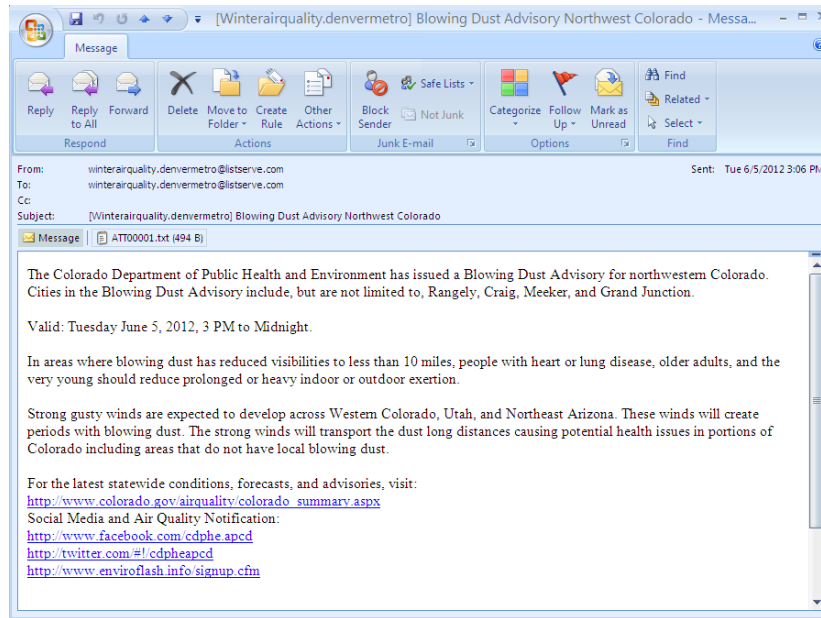 [Winterairquality.denvermetro] Blowing Dust Advisory Northwest Colorado - Messa...
Message
Reply
Reply to All
Forward
Delete
Move to Folder
Create Rule
Other Actions
Block Sender
Safe Lists
Not Junk
Categorize
Follow Up
Mark as Unread
Find
Related
Select
Respond
Actions
Junk E-mail
Options
Find
From: winterairquality.denvermetro@listserve.com Sent: Tue 6/5/2012 3:06 PM
To: winterairquality.denvermetro@listserve.com
Cc:
Subject: [Winterairquality.denvermetro] Blowing Dust Advisory Northwest Colorado
Message ATT00001.txt (494 B)
The Colorado Department of Public Health and Environment has issued a Blowing Dust Advisory for northwestern Colorado.
Cities in the Blowing Dust Advisory include, but are not limited to, Rangely, Craig, Meeker, and Grand Junction.
Valid: Tuesday June 5, 2012, 3 PM to Midnight.
In areas where blowing dust has reduced visibilities to less than 10 miles, people with heart or lung disease, older adults, and the
very young should reduce prolonged or heavy indoor or outdoor exertion.
Strong gusty winds are expected to develop across Western Colorado, Utah, and Northeast Arizona. These winds will create
periods with blowing dust. The strong winds will transport the dust long distances causing potential health issues in portions of
Colorado including areas that do not have local blowing dust.
For the latest statewide conditions, forecasts, and advisories, visit:
http://www.colorado.gov/airquality/colorado_summary.aspx
Social Media and Air Quality Notification:
http://www.facebook.com/cdphe.apcd
http://twitter.com/#!/cdpheapcd
http://www.enviroflash.info/signup.cfm